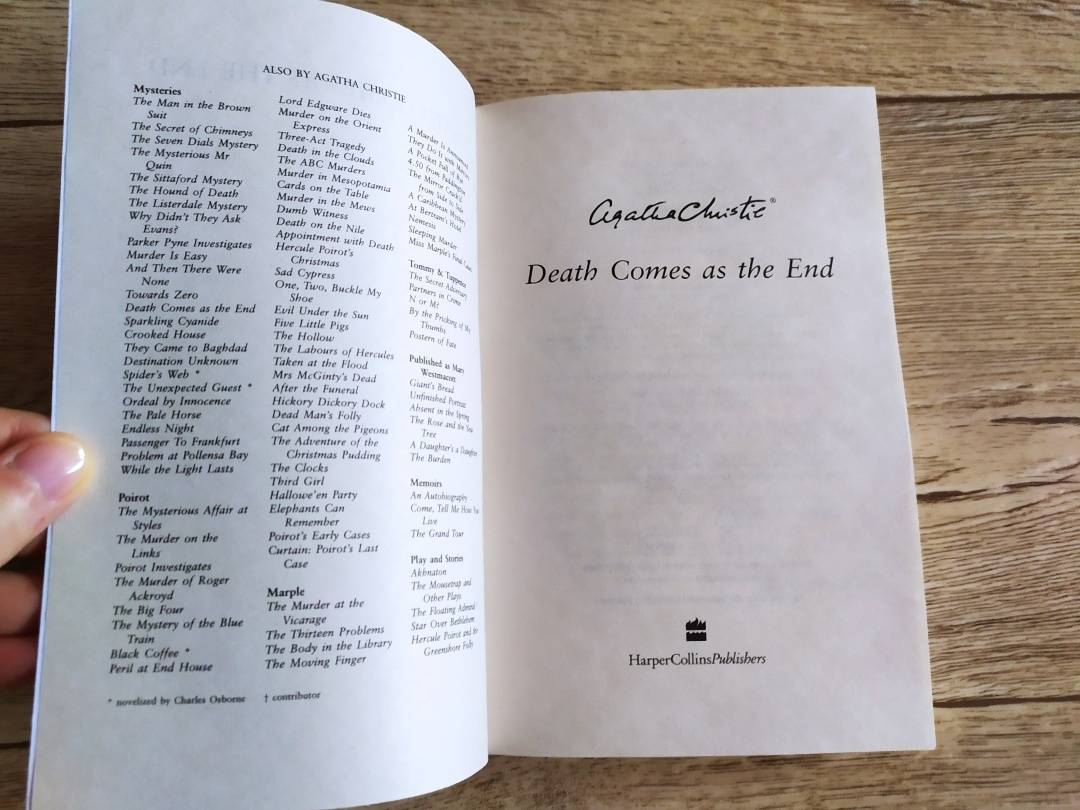 ALSO BY AGATHA CHRISTIE
Mysteries
The Man in the Brown
Suit
The Secret of Chimneys
The Seven Dials Mystery
The Mysterious Mr
Quin
The Sittaford Mystery
The Hound of Death
The Listerdale Mystery
Why Didn't They Ask
Evans?
Parker Pyne Investigates
Murder Is Easy
And Then There Were
None
Towards Zero
Death Comes as the End
Sparkling Cyanide
Crooked House
They Came to Baghdad
Destination Unknown
Spider's Web *
The Unexpected Guest *
Ordeal by Innocence
The Pale Horse
Endless Night
Passenger To Frankfurt
Problem at Pollensa Bay
While the Light Lasts
Poirot
The Mysterious Affair at
Styles
The Murder on the
Links
Poirot Investigates
The Murder of Roger
Ackroyd
The Big Four
The Mystery of the Blue
Train
Black Coffee *
Peril at End House
Lord Edgware Dies
Murder on the Orient
Express
Three-Act Tragedy
Death in the Clouds
The ABC Murders
Murder in Mesopotamia
Cards on the Table
Murder in the Mews
Dumb Witness
Death on the Nile
Appointment with Death
Hercule Poirot's
Christmas
Sad Cypress
One, Two, Buckle My
Shoe
Evil Under the Sun
Five Little Pigs
The Hollow
The Labours of Hercules
Taken at the Flood
Mrs McGinty's Dead
After the Funeral
Hickory Dickory Dock
Dead Man's Folly
Cat Among the Pigeons
The Adventure of the
Christmas Pudding
The Clocks
Third Girl
Hallowe'en Party
Elephants Can
Remember
Poirot's Early Cases
Curtain: Poirot's Last
Case
Marple
The Murder at the
Vicarage
The Thirteen Problems
The Body in the Library
The Moving Finger
A Murder Is Announced
They Do It with Mirrors
A Pocket Full of Rye
4.50 from Paddington
The Mirror Crack'd
from Side to Side
A Caribbean Mystery
At Bertram's Hotel
Nemesis
Sleeping Murder
Miss Marple's Final Cases
Tommy & Tuppence
The Secret Adversary
Partners in Crime
N or M?
By the Pricking of My
Thumbs
Postern of Fate
Published as Mary
Westmacott
Giant's Bread
Unfinished Portrait
Absent in the Spring
The Rose and the Yew
Tree
A Daughter's a Daughter
The Burden
Memoirs
An Autobiography
Come, Tell Me How You
Live
The Grand Tour
Play and Stories
Akhnaton
The Mousetrap and
Other Plays
The Floating Admiral
Star Over Bethlehem
Hercule Poirot and the
Greenshore Folly
* novelized by Charles Osborne † contributor
Agatha Christie®
Death Comes as the End
HarperCollinsPublishers